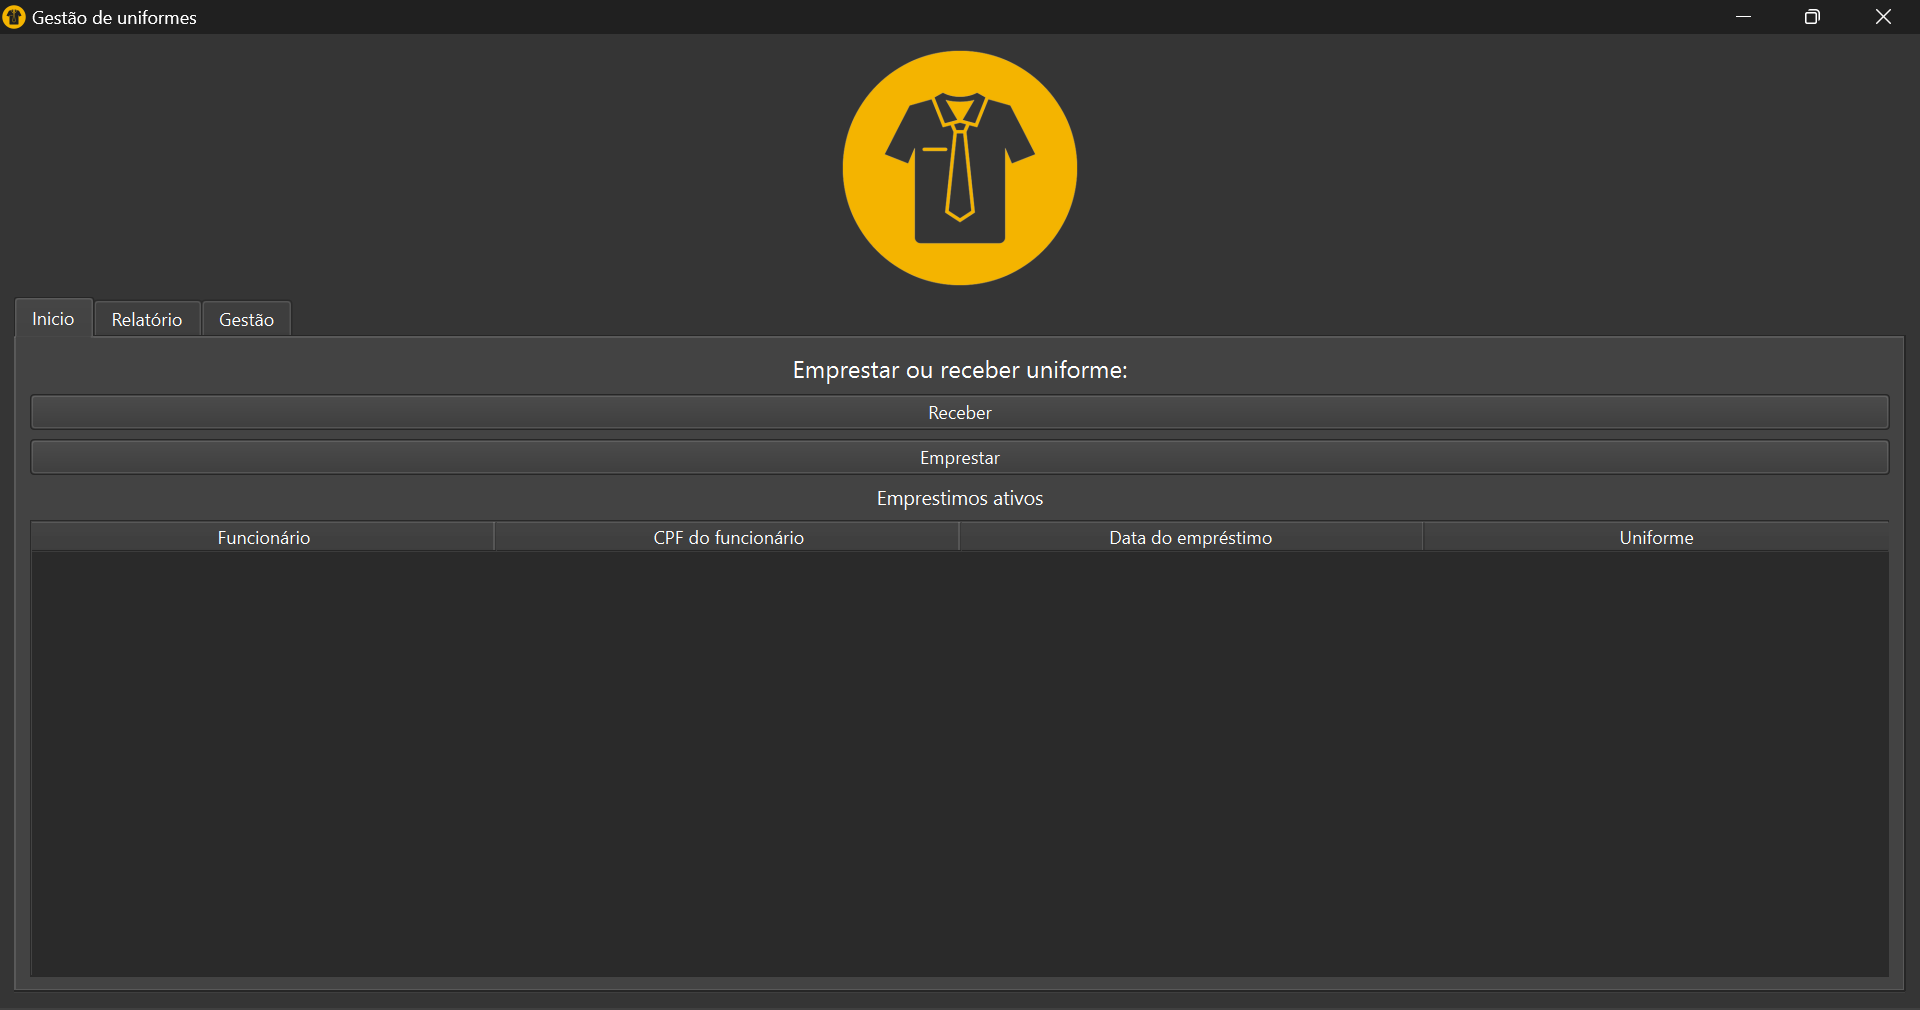 Gestão de uniformes
Inicio Relatório Gestão
Emprestar ou receber uniforme:
Receber
Emprestar
Emprestimos ativos
Funcionário CPF do funcionário Data do empréstimo Uniforme